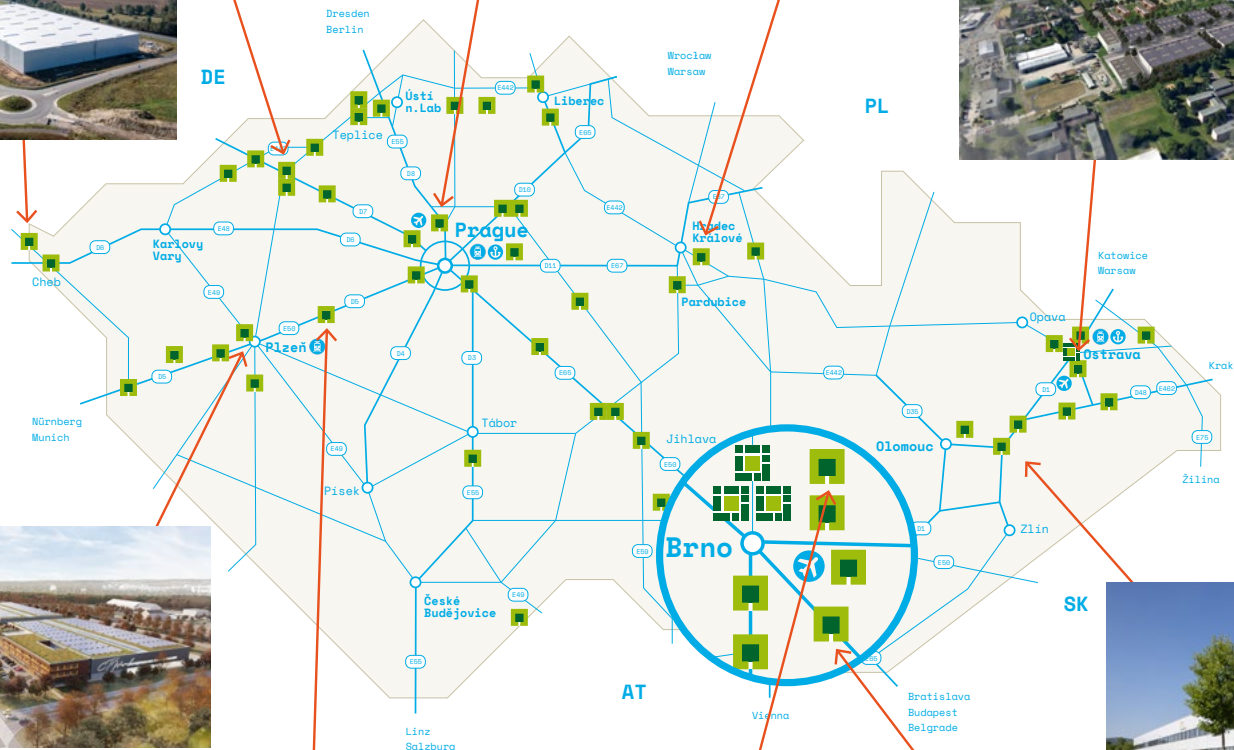 Dresden
Berlin
DE
Wrocław
Warsaw
PL
Ústí
n.Lab
E442
Liberec
Teplice
E55
E65
D8
D10
D7
E442
E67
Prague
Hradec
Králové
Karlovy
Vary
E48
D6
D6
D11
E67
Katowice
Warsaw
Cheb
E49
D5
Pardubice
Opava
E50
Plzeň
D4
D3
Ostrava
D5
E65
E442
Krak
D1
D48
E462
Nürnberg
Munich
D35
Tábor
Jihlava
Olomouc
E49
E50
E75
Žilina
Písek
E55
D1
Zlín
Brno
E59
E50
České
Budějovice
E49
SK
E55
E65
AT
Bratislava
Budapest
Belgrade
Vienna
Linz
Salzburg